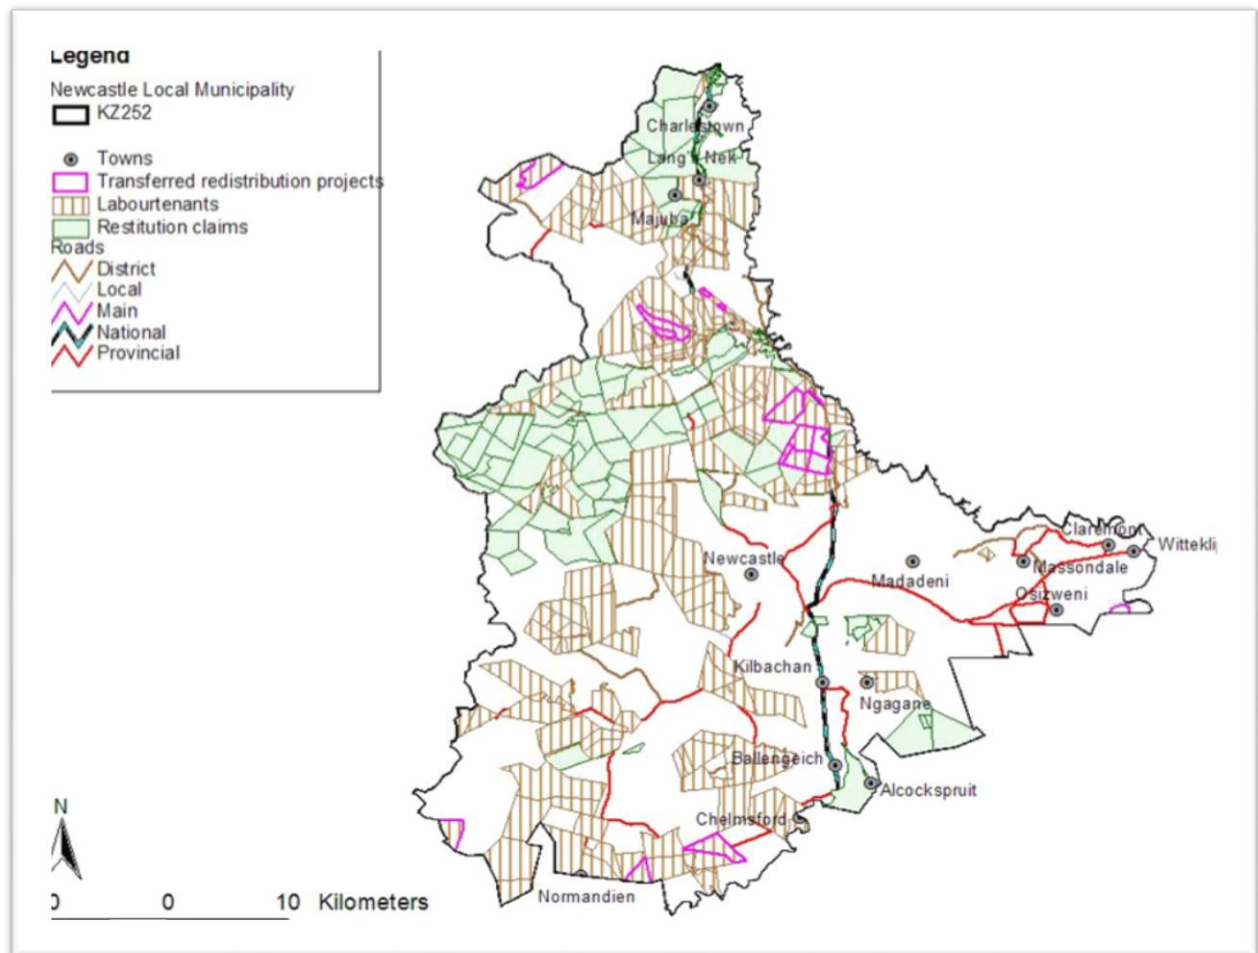 Legend
Newcastle Local Municipality
KZ252
Towns
Transferred redistribution projects
Labourtenants
Restitution claims
Roads
District
Local
Main
National
Provincial
Charlestown
Lang's Nek
Majuba
Newcastle
Madadeni
Claremont
Wittekli
Massondale
Osizweni
Kilbachan
Ngagane
Ballengeich
Alcockspruit
Chelmsford
Normandien
N
0 0 10 Kilometers